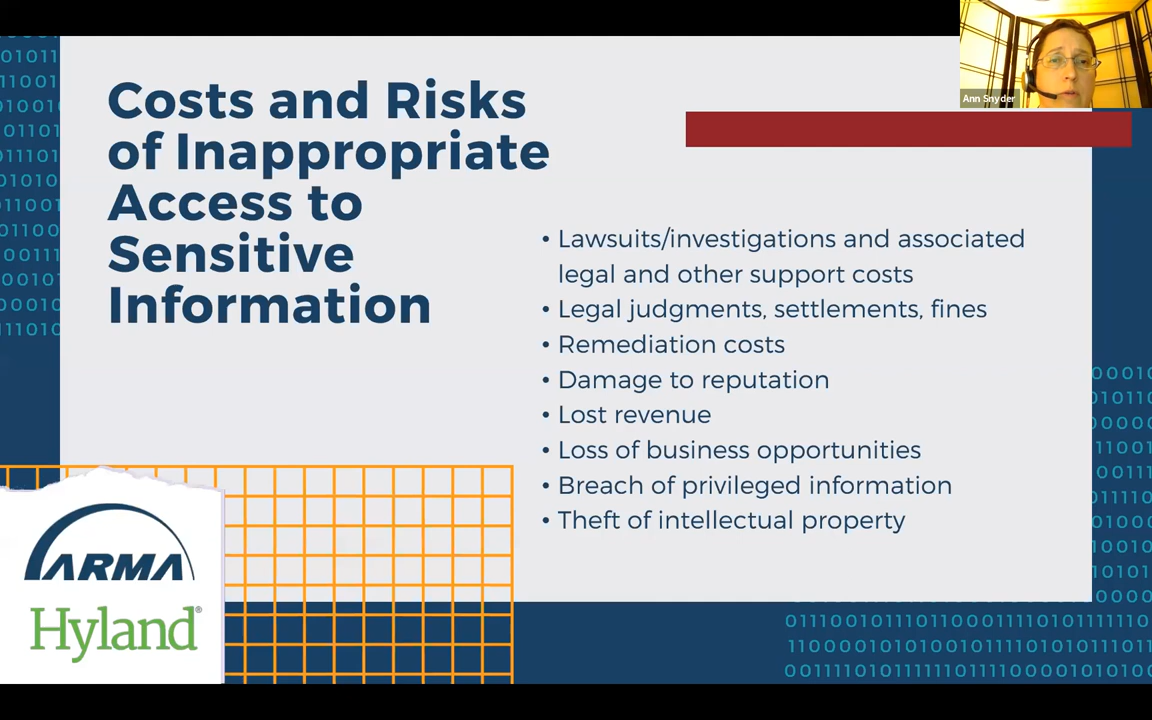 Costs and Risks
of Inappropriate
Access to
Sensitive
Information
Ann Snyder
• Lawsuits/investigations and associated
legal and other support costs
• Legal judgments, settlements, fines
• Remediation costs
• Damage to reputation
• Lost revenue
• Loss of business opportunities
• Breach of privileged information
• Theft of intellectual property
ARMA
Hyland®